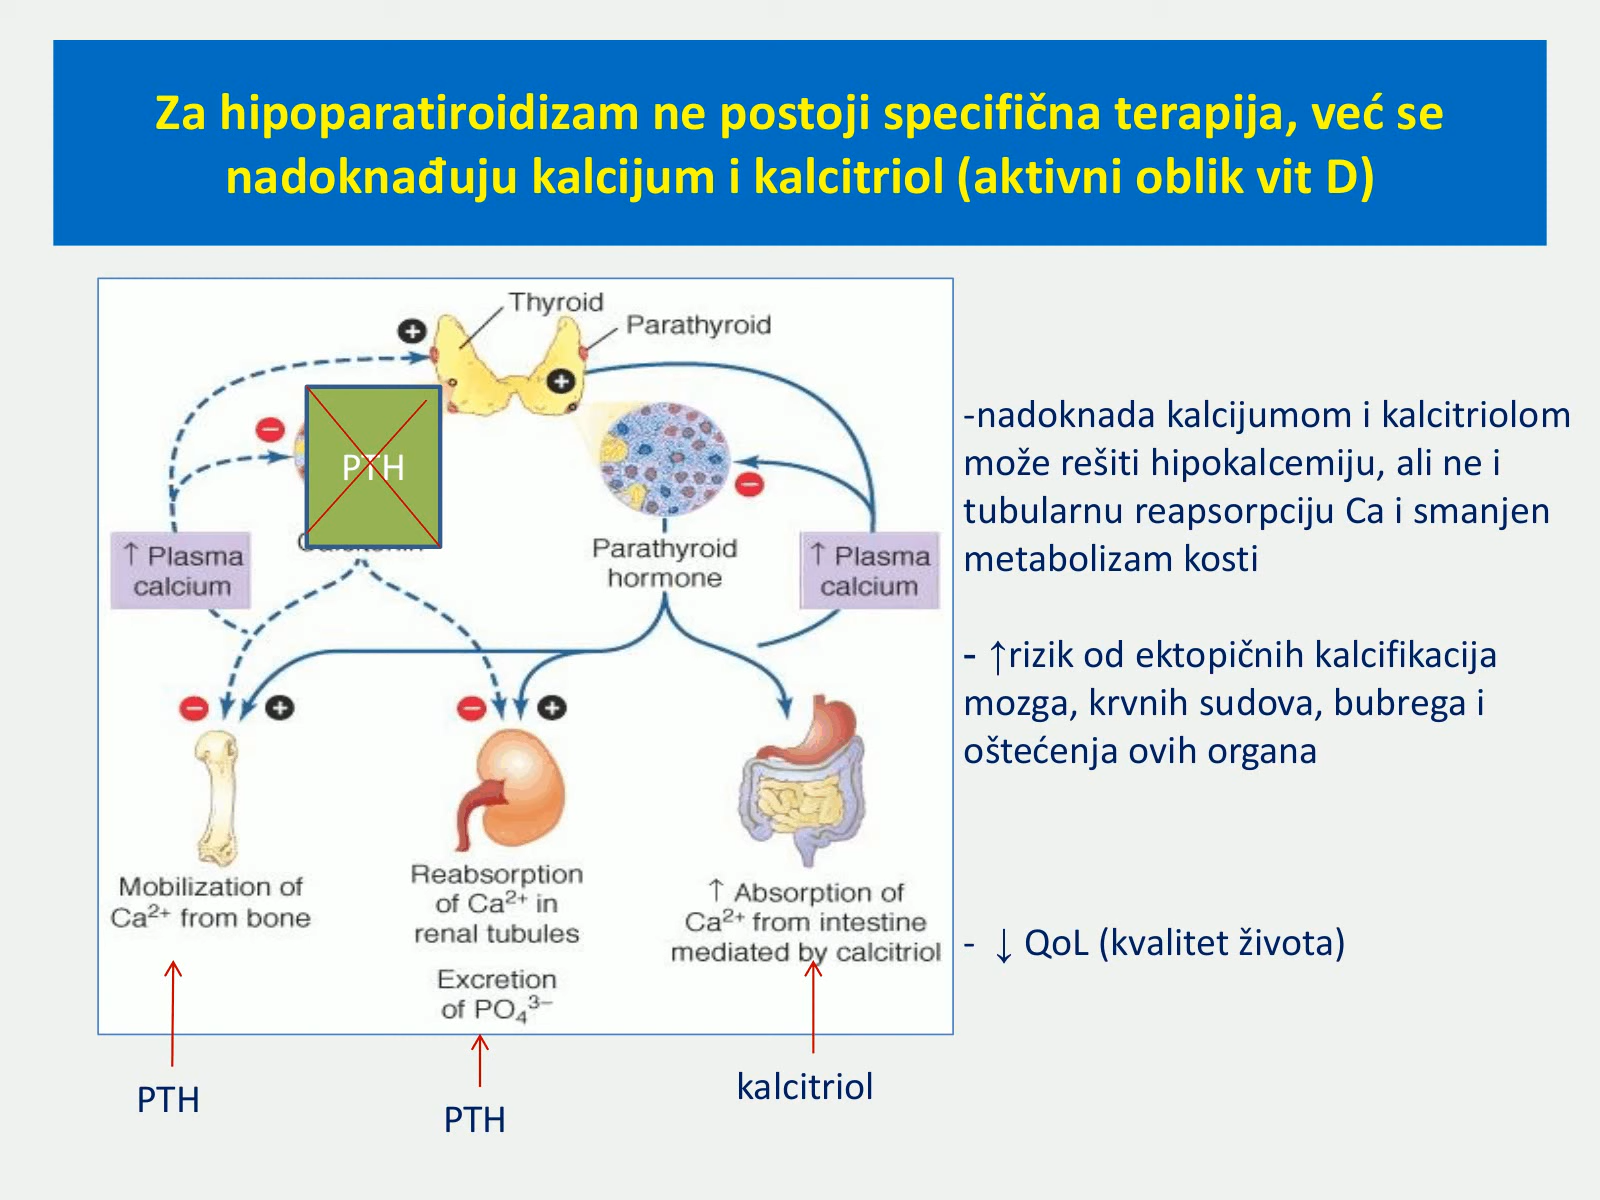 Za hipoparatiroidizam ne postoji specifična terapija, već se
nadoknađuju kalcijum i kalcitriol (aktivni oblik vit D)
Thyroid
Parathyroid
PTH
↑ Plasma
calcium
Parathyroid
hormone
↑ Plasma
calcium
Mobilization of
Ca²⁺ from bone
Reabsorption
of Ca²⁺ in
renal tubules
Excretion
of PO₄³⁻
↑ Absorption of
Ca²⁺ from intestine
mediated by calcitriol
PTH
PTH
kalcitriol
-nadoknada kalcijumom i kalcitriolom
može rešiti hipokalcemiju, ali ne i
tubularnu reapsorpciju Ca i smanjen
metabolizam kosti
- ↑rizik od ektopičnih kalcifikacija
mozga, krvnih sudova, bubrega i
oštećenja ovih organa
- ↓ QoL (kvalitet života)